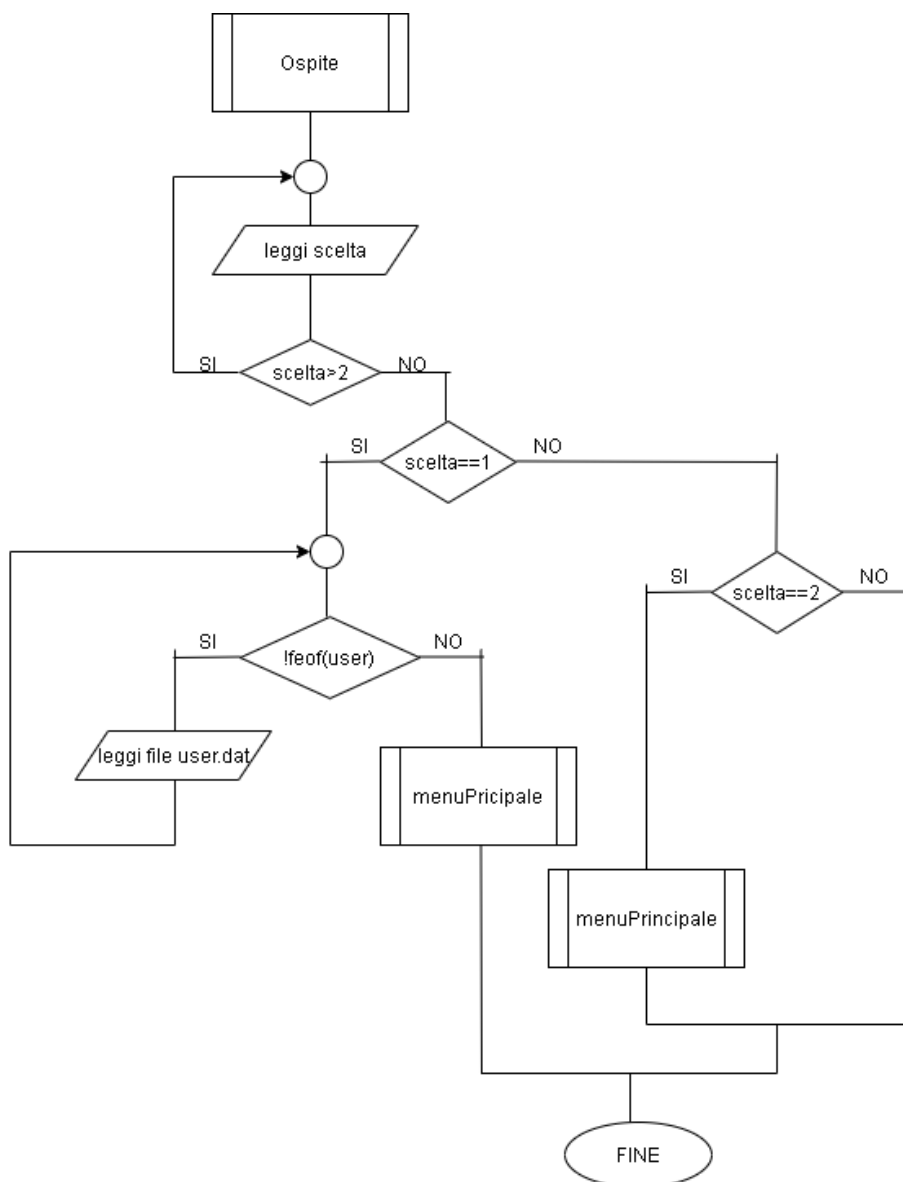 Ospite
leggi scelta
SI
scelta>2
NO
SI
scelta==1
NO
SI
scelta==2
NO
SI
!feof(user)
NO
leggi file user.dat
menuPricipale
menuPrincipale
FINE